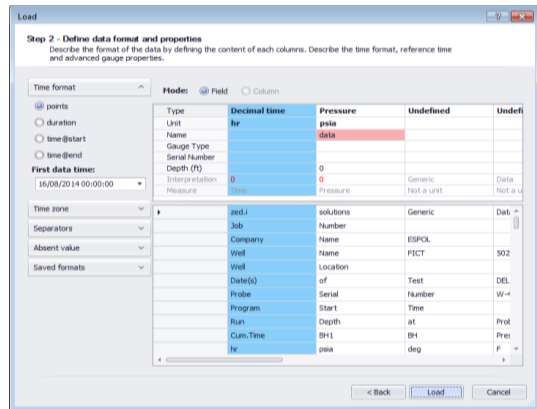 Load
Step 2 - Define data format and properties
Describe the format of the data by defining the content of each columns. Describe the time format, reference time
and advanced gauge properties.
Time format
points
duration
time@start
time@end
First data time:
16/08/2014 00:00:00
Time zone
Separators
Absent value
Saved formats
Mode: Field Column
Type Decimal time Pressure Undefined Undefi
Unit hr psia
Name data
Gauge Type
Serial Number
Depth (ft) 0
Interpretation 0 0 Generic Data
Measure Time Pressure Not a unit Not a u
zed.i solutions Generic Data
Job Number
Company Name ESPOL
Well Name FICT 502
Well Location
Date(s) of Test DEL
Probe Serial Number W-4
Program Start Time
Run Depth at Prol
Cum.Time BH1 BH Pres
hr psia deg F
< Back Load Cancel